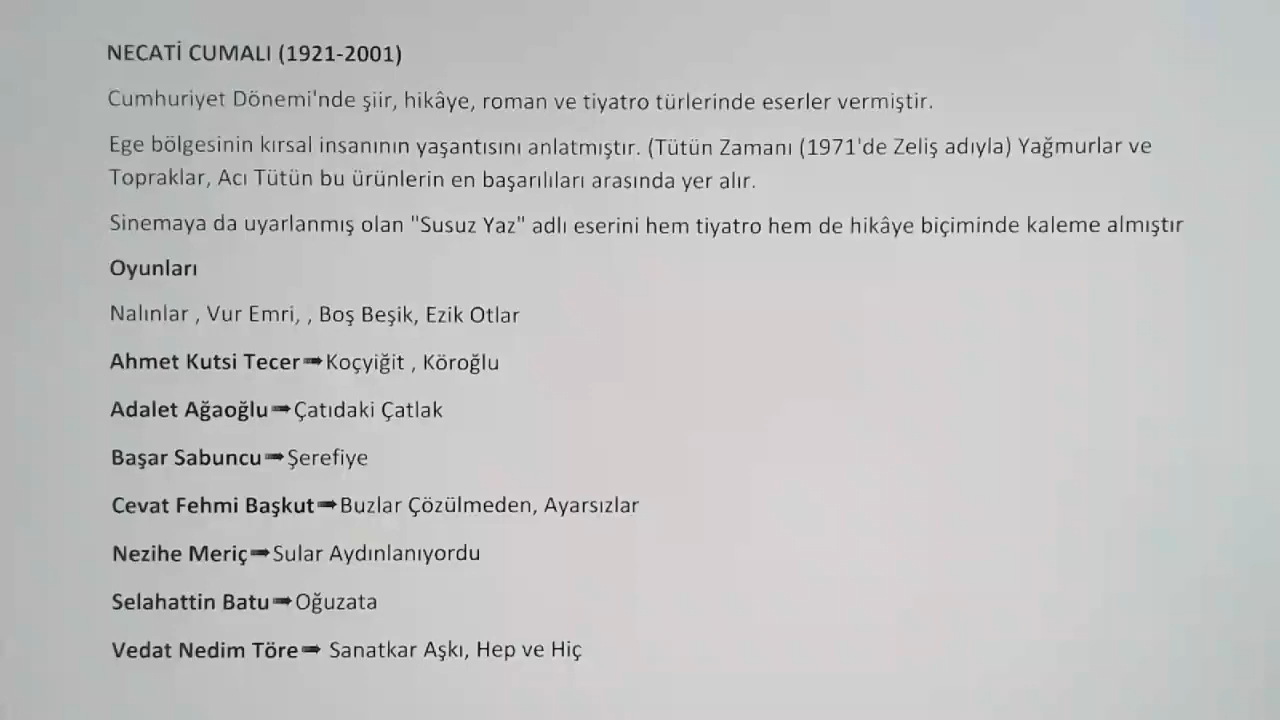 NECATİ CUMALI (1921-2001)
Cumhuriyet Dönemi'nde şiir, hikâye, roman ve tiyatro türlerinde eserler vermiştir.
Ege bölgesinin kırsal insanının yaşantısını anlatmıştır. (Tütün Zamanı (1971'de Zeliş adıyla) Yağmurlar ve
Topraklar, Acı Tütün bu ürünlerin en başarılıları arasında yer alır.
Sinemaya da uyarlanmış olan "Susuz Yaz" adlı eserini hem tiyatro hem de hikâye biçiminde kaleme almıştır
Oyunları
Nalınlar , Vur Emri, , Boş Beşik, Ezik Otlar
Ahmet Kutsi Tecer➡Koçyiğit , Köroğlu
Adalet Ağaoğlu➡Çatıdaki Çatlak
Başar Sabuncu➡Şerefiye
Cevat Fehmi Başkut➡Buzlar Çözülmeden, Ayarsızlar
Nezihe Meriç➡Sular Aydınlanıyordu
Selahattin Batu➡Oğuzata
Vedat Nedim Töre➡ Sanatkar Aşkı, Hep ve Hiç